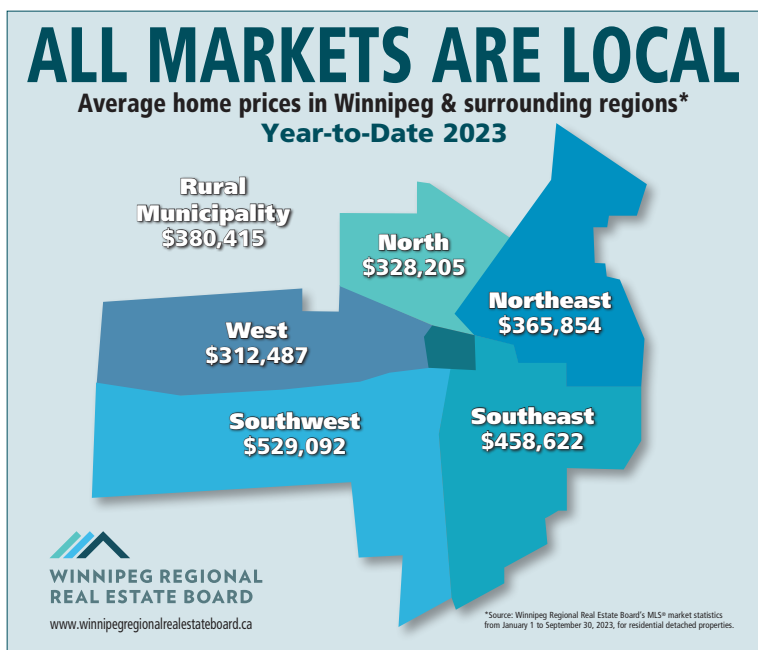 ALL MARKETS ARE LOCAL
Average home prices in Winnipeg & surrounding regions*
Year-to-Date 2023
Rural
Municipality
$380,415
North
$328,205
Northeast
$365,854
West
$312,487
Southwest
$529,092
Southeast
$458,622
WINNIPEG REGIONAL
REAL ESTATE BOARD
www.winnipegregionalrealestateboard.ca
*Source: Winnipeg Regional Real Estate Board's MLS® market statistics
from January 1 to September 30, 2023, for residential detached properties.